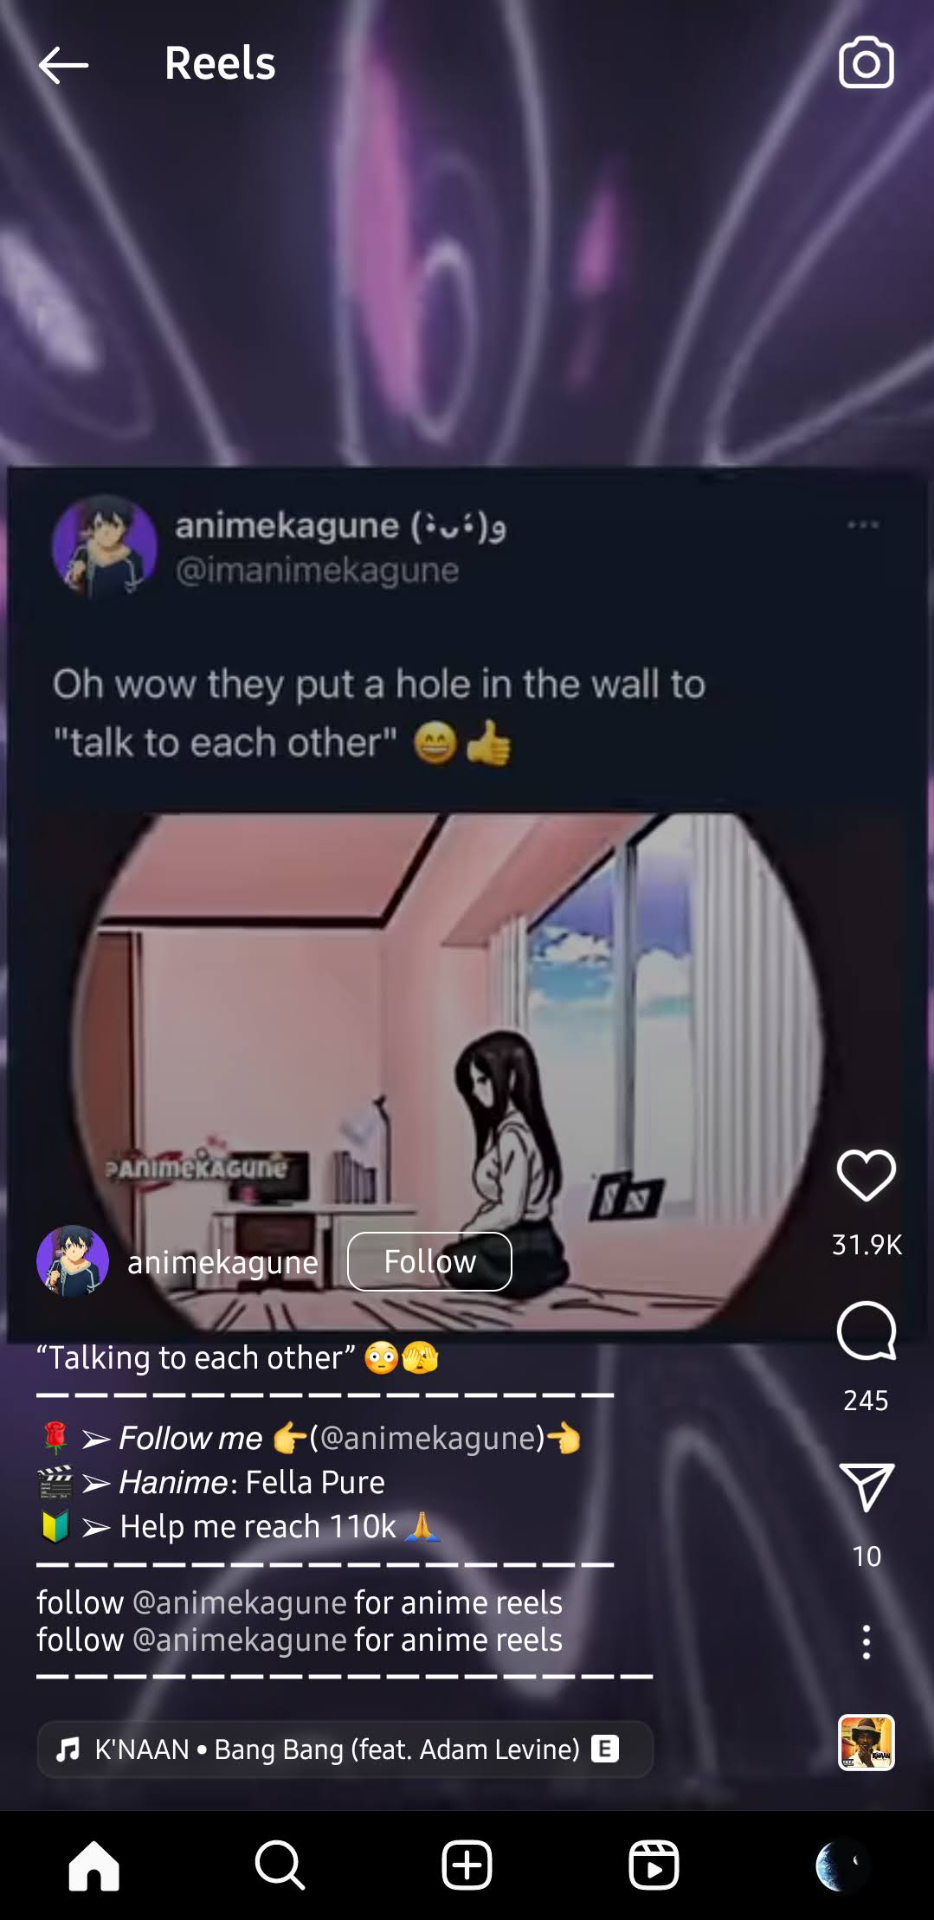 Reels
animekagune (•̀ᴗ•́)و
@imanimekagune
Oh wow they put a hole in the wall to
"talk to each other" 😄👍
@AnimeKAGune
animekagune
Follow
31.9K
245
10
“Talking to each other” 😳🫣
— — — — — — — — — — — — — — —
🌹 ➢ Follow me 👉(@animekagune)👈
🎬 ➢ Hanime: Fella Pure
🔰 ➢ Help me reach 110k 🙏
— — — — — — — — — — — — — — —
follow @animekagune for anime reels
follow @animekagune for anime reels
— — — — — — — — — — — — — — — —
K'NAAN • Bang Bang (feat. Adam Levine) E